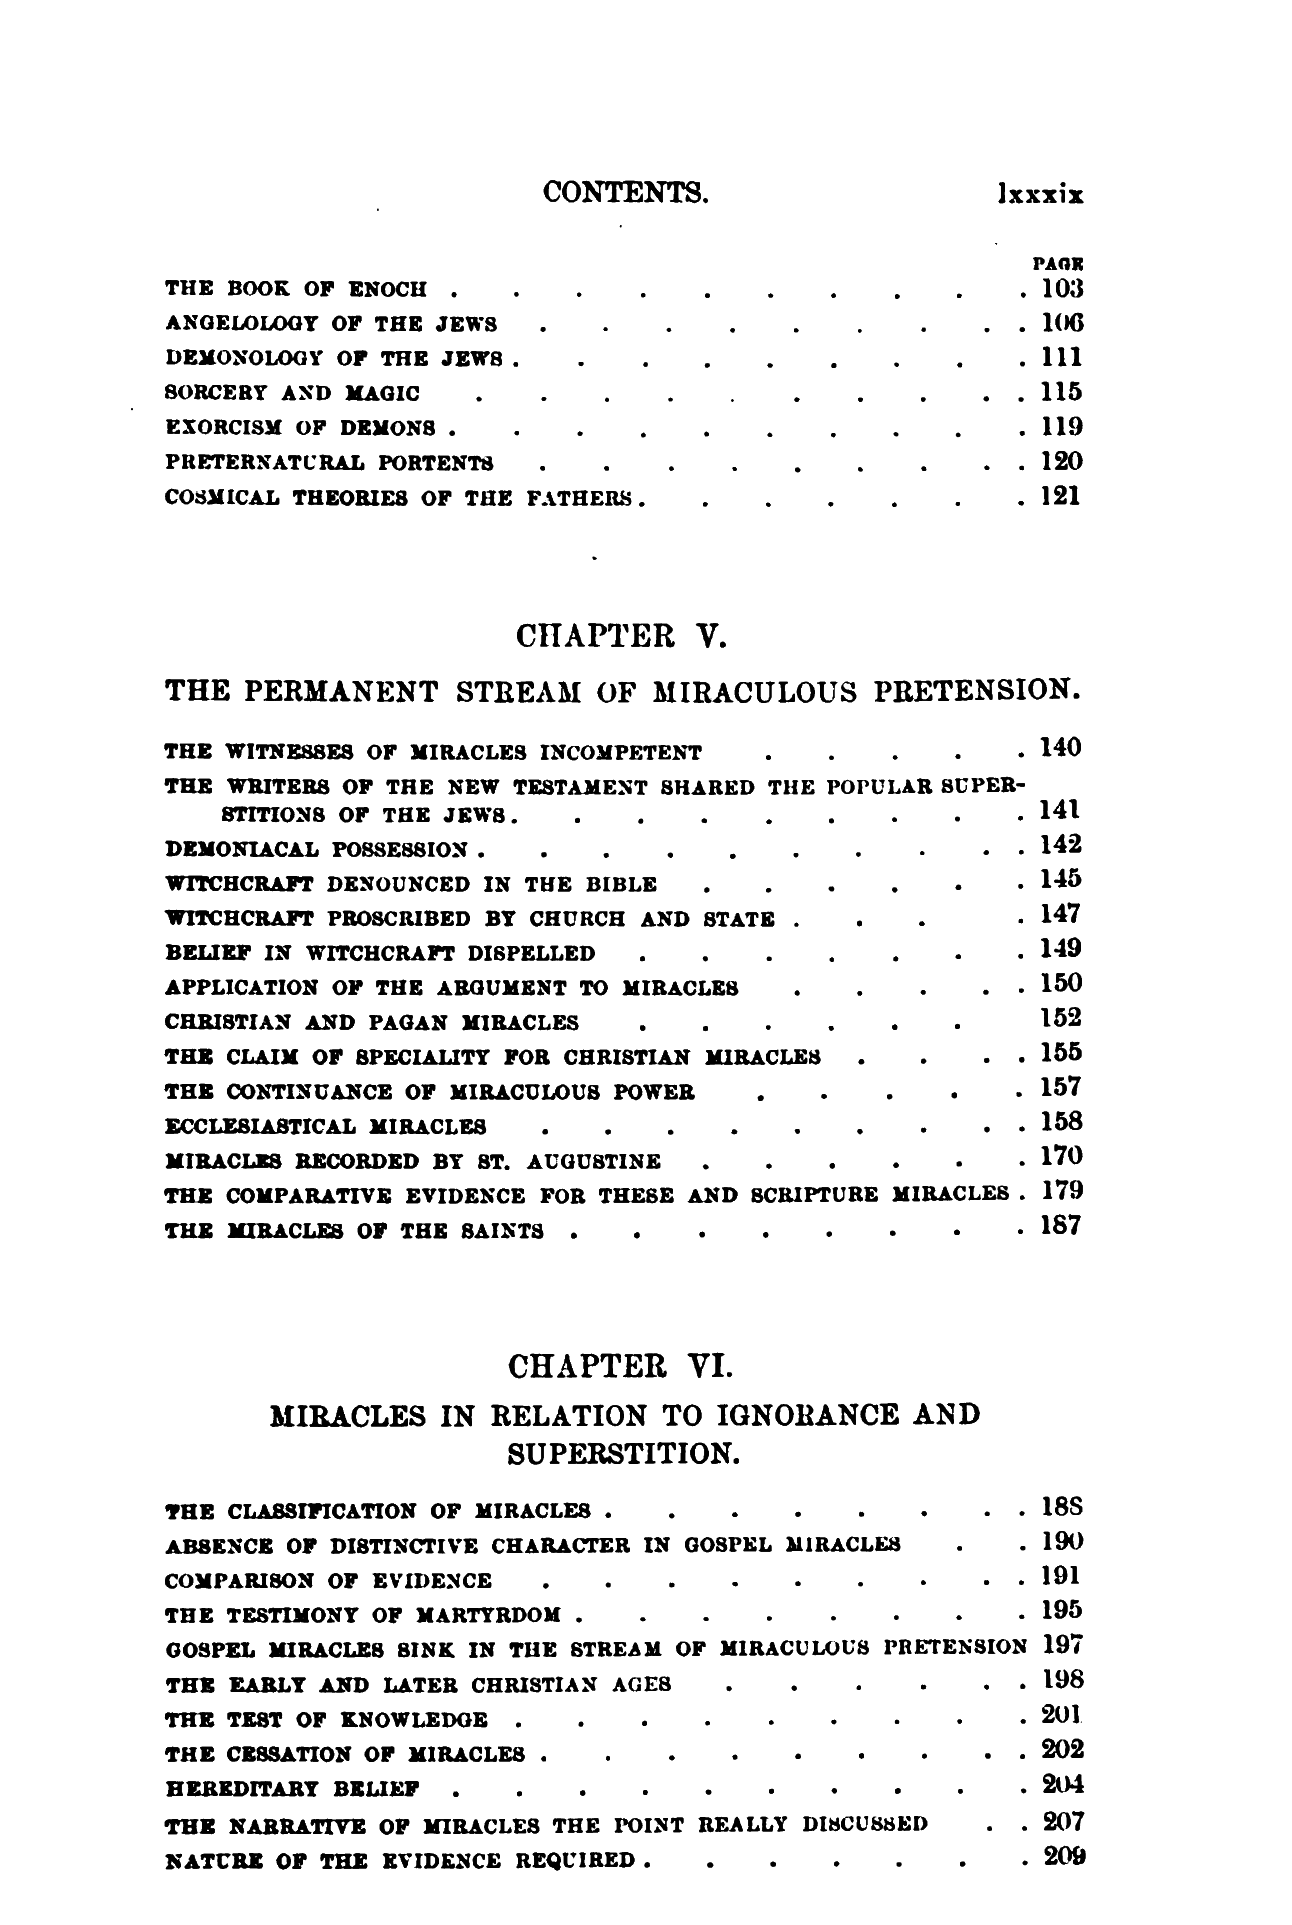 CONTENTS. lxxxix
PAGE
THE BOOK OF ENOCH . . . . . . . . . . 103
ANGELOLOGY OF THE JEWS . . . . . . . . . 106
DEMONOLOGY OF THE JEWS . . . . . . . . . 111
SORCERY AND MAGIC . . . . . . . . . . 115
EXORCISM OF DEMONS . . . . . . . . . . 119
PRETERNATURAL PORTENTS . . . . . . . . . 120
COSMICAL THEORIES OF THE FATHERS . . . . . . . 121
CHAPTER V.
THE PERMANENT STREAM OF MIRACULOUS PRETENSION.
THE WITNESSES OF MIRACLES INCOMPETENT . . . . . 140
THE WRITERS OF THE NEW TESTAMENT SHARED THE POPULAR SUPER-
STITIONS OF THE JEWS . . . . . . . . . 141
DEMONIACAL POSSESSION . . . . . . . . . . 142
WITCHCRAFT DENOUNCED IN THE BIBLE . . . . . . 145
WITCHCRAFT PROSCRIBED BY CHURCH AND STATE . . . . 147
BELIEF IN WITCHCRAFT DISPELLED . . . . . . . 149
APPLICATION OF THE ARGUMENT TO MIRACLES . . . . . 150
CHRISTIAN AND PAGAN MIRACLES . . . . . . 152
THE CLAIM OF SPECIALITY FOR CHRISTIAN MIRACLES . . . . 155
THE CONTINUANCE OF MIRACULOUS POWER . . . . . 157
ECCLESIASTICAL MIRACLES . . . . . . . . . 158
MIRACLES RECORDED BY ST. AUGUSTINE . . . . . . 170
THE COMPARATIVE EVIDENCE FOR THESE AND SCRIPTURE MIRACLES . 179
THE MIRACLES OF THE SAINTS . . . . . . . . 187
CHAPTER VI.
MIRACLES IN RELATION TO IGNORANCE AND
SUPERSTITION.
THE CLASSIFICATION OF MIRACLES . . . . . . . . 188
ABSENCE OF DISTINCTIVE CHARACTER IN GOSPEL MIRACLES . . 190
COMPARISON OF EVIDENCE . . . . . . . . . 191
THE TESTIMONY OF MARTYRDOM . . . . . . . . 195
GOSPEL MIRACLES SINK IN THE STREAM OF MIRACULOUS PRETENSION 197
THE EARLY AND LATER CHRISTIAN AGES . . . . . . 198
THE TEST OF KNOWLEDGE . . . . . . . . . 201
THE CESSATION OF MIRACLES . . . . . . . . . 202
HEREDITARY BELIEF . . . . . . . . . . 204
THE NARRATIVE OF MIRACLES THE POINT REALLY DISCUSSED . . 207
NATURE OF THE EVIDENCE REQUIRED . . . . . . . 209